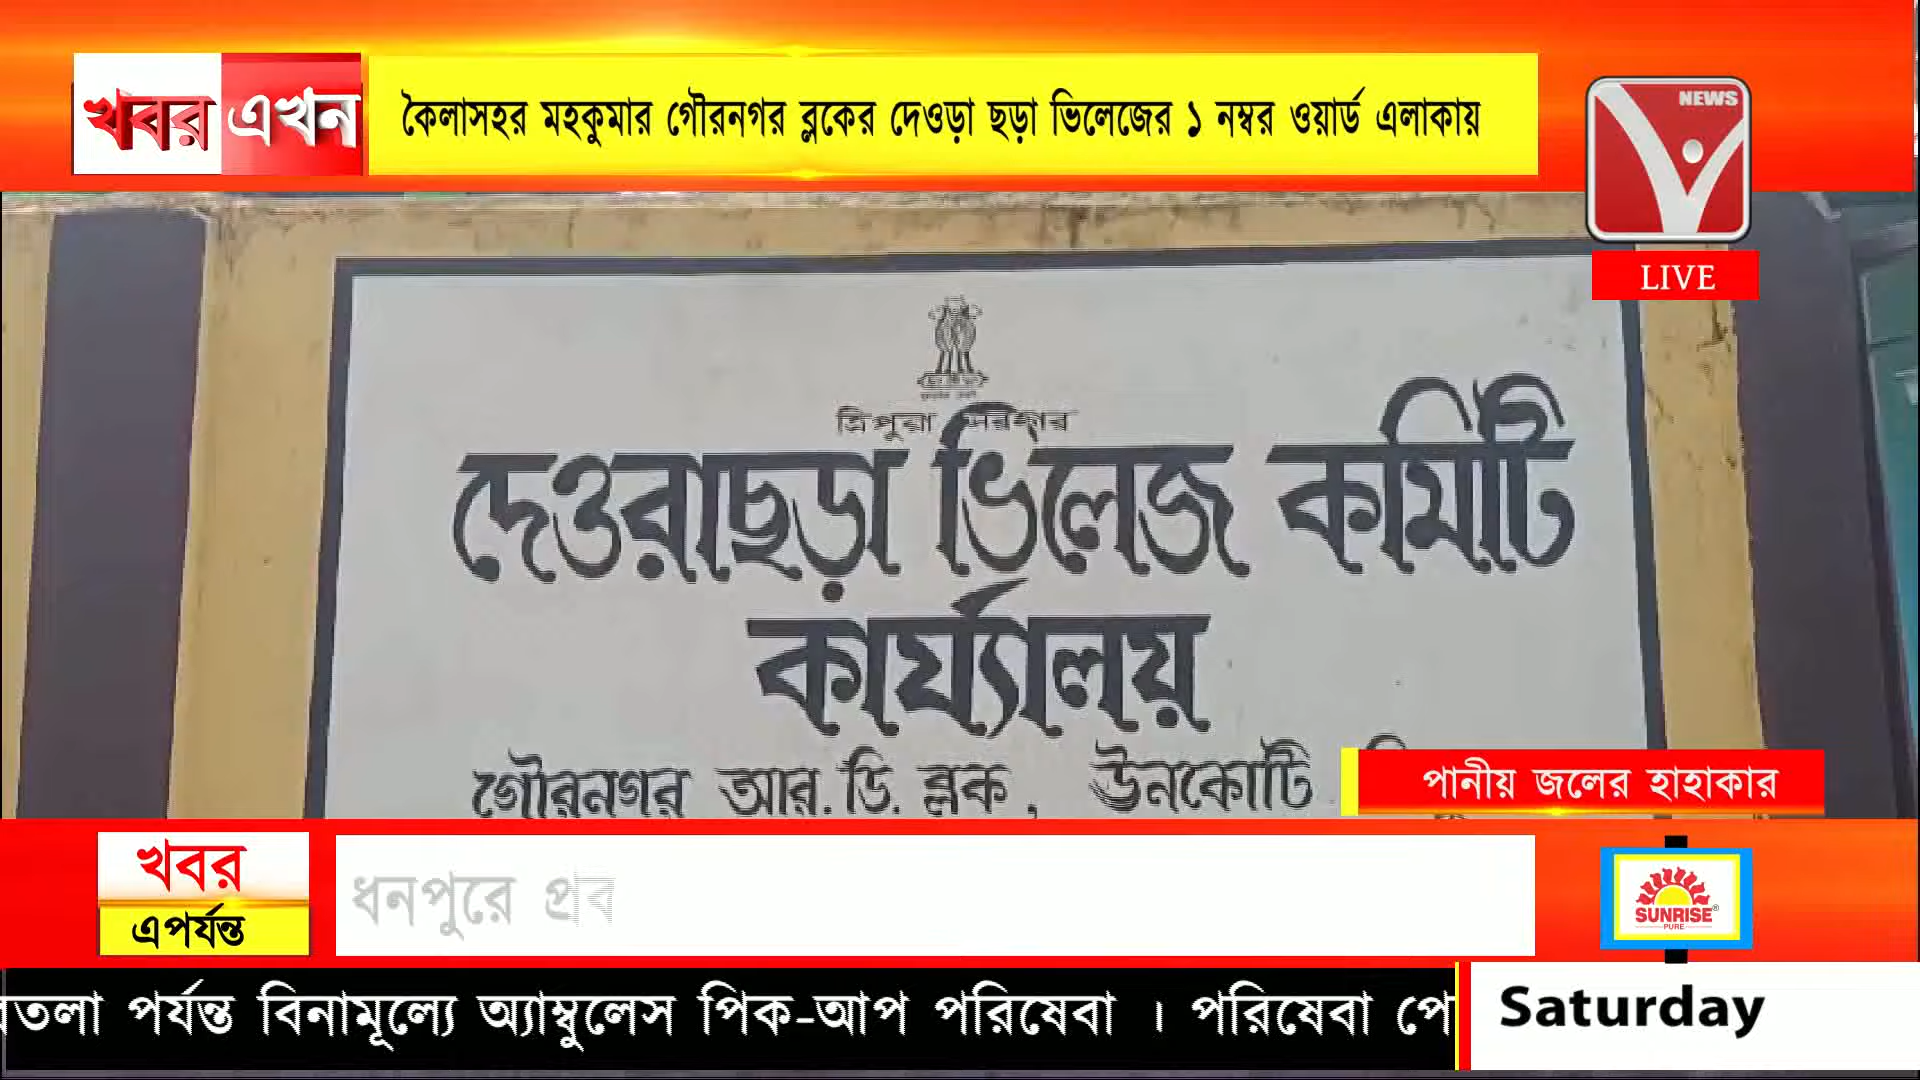 খবর এখন
কৈলাসহর মহকুমার গৌরনগর ব্লকের দেওড়া ছড়া ভিলেজের ১ নম্বর ওয়ার্ড এলাকায়
NEWS
LIVE
ত্রিপুরা সরকার
দেওরাছড়া ভিলেজ কমিটি
কার্য্যালয়
গৌরনগর আর.ডি. ব্লক, ঊনকোটি
পানীয় জলের হাহাকার
খবর
এপর্যন্ত
ধনপুরে প্রব
SUNRISE
PURE
তলা পর্যন্ত বিনামূল্যে অ্যাম্বুলেস পিক-আপ পরিষেবা । পরিষেবা পে
Saturday